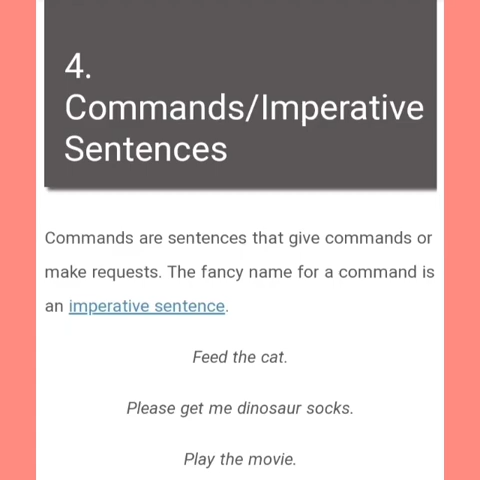 4.
Commands/Imperative
Sentences
Commands are sentences that give commands or
make requests. The fancy name for a command is
an imperative sentence.
Feed the cat.
Please get me dinosaur socks.
Play the movie.